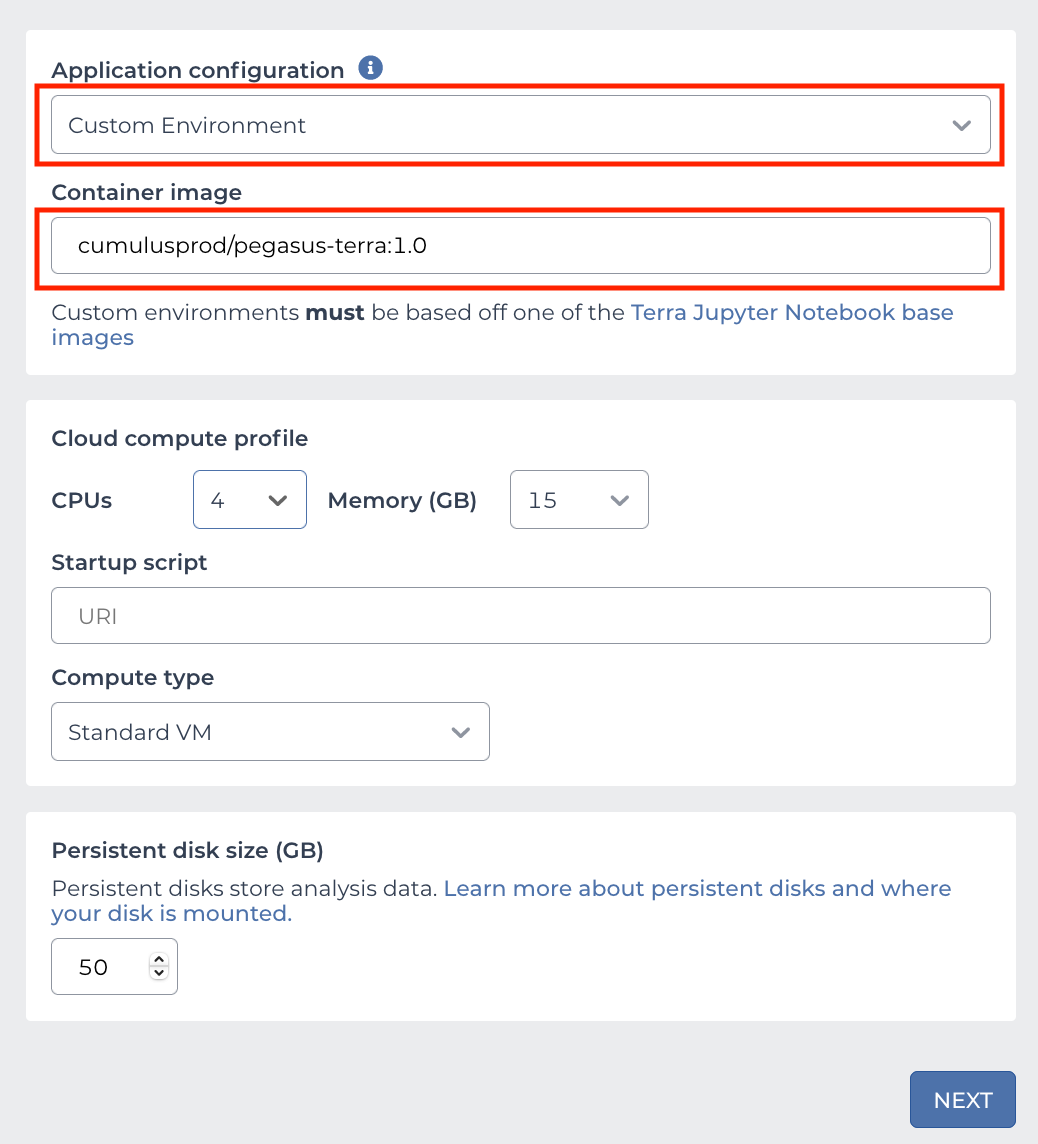 Application configuration
Custom Environment
Container image
cumulusprod/pegasus-terra:1.0
Custom environments must be based off one of the Terra Jupyter Notebook base
images
Cloud compute profile
CPUs 4 Memory (GB) 15
Startup script
URI
Compute type
Standard VM
Persistent disk size (GB)
Persistent disks store analysis data. Learn more about persistent disks and where
your disk is mounted.
50
NEXT